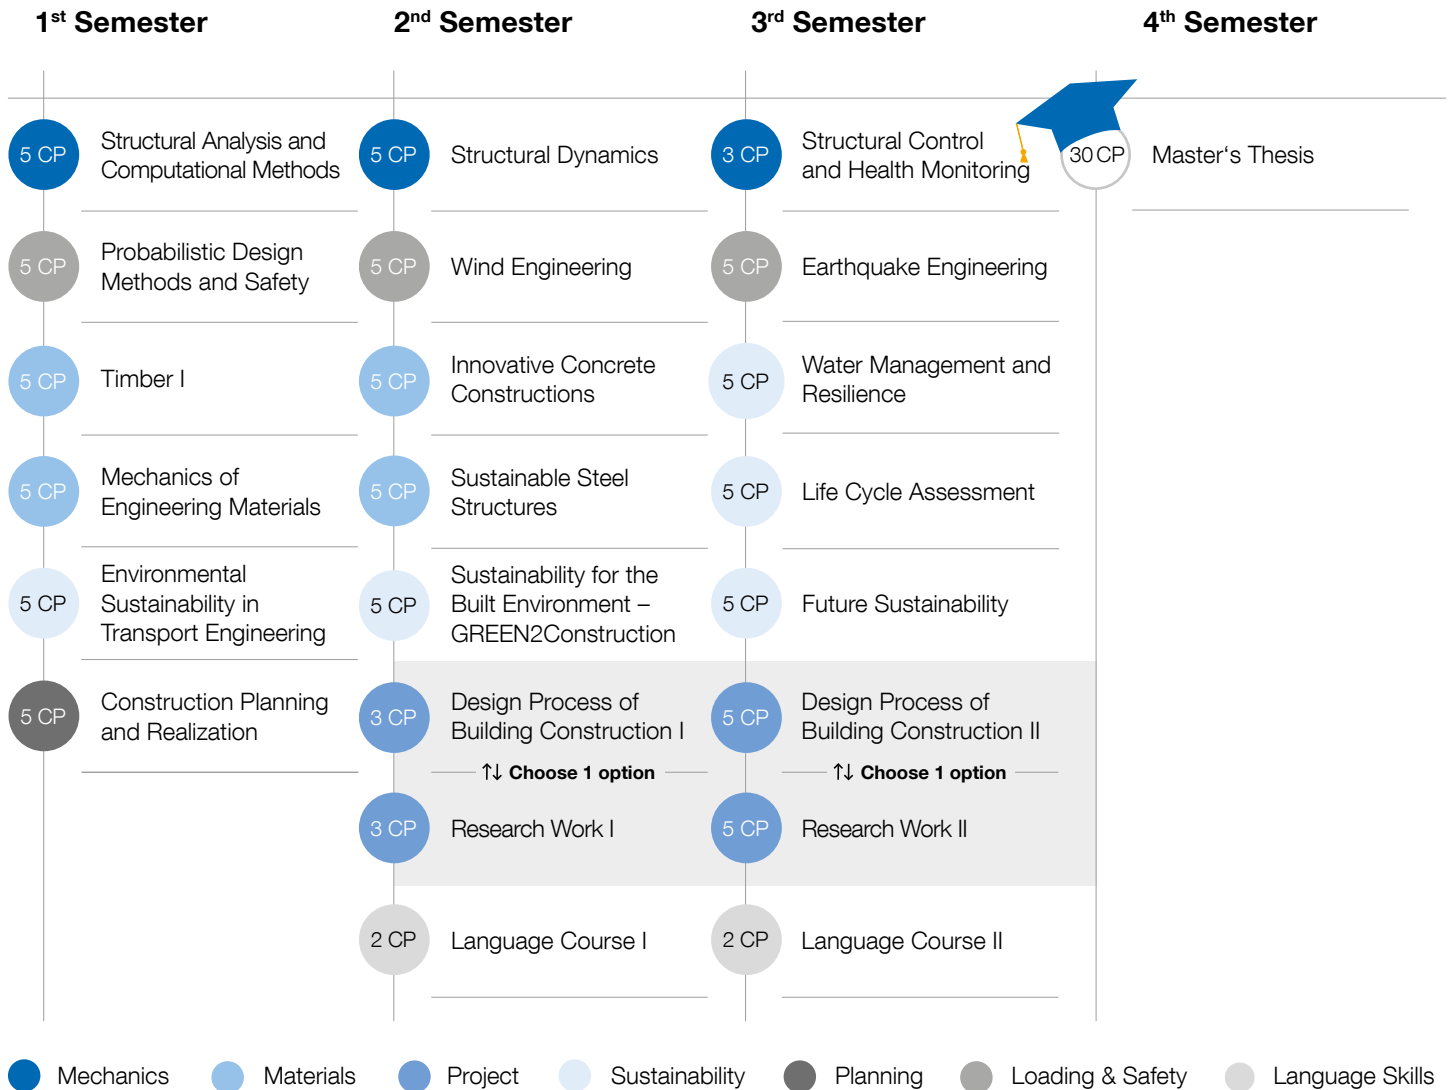 1st Semester
2nd Semester
3rd Semester
4th Semester
5 CP
Structural Analysis and
Computational Methods
5 CP
Structural Dynamics
3 CP
Structural Control
and Health Monitoring
30 CP
Master‘s Thesis
5 CP
Probabilistic Design
Methods and Safety
5 CP
Wind Engineering
5 CP
Earthquake Engineering
5 CP
Timber I
5 CP
Innovative Concrete
Constructions
5 CP
Water Management and
Resilience
5 CP
Mechanics of
Engineering Materials
5 CP
Sustainable Steel
Structures
5 CP
Life Cycle Assessment
5 CP
Environmental
Sustainability in
Transport Engineering
5 CP
Sustainability for the
Built Environment –
GREEN2Construction
5 CP
Future Sustainability
5 CP
Construction Planning
and Realization
3 CP
Design Process of
Building Construction I
5 CP
Design Process of
Building Construction II
↑↓ Choose 1 option
↑↓ Choose 1 option
3 CP
Research Work I
5 CP
Research Work II
2 CP
Language Course I
2 CP
Language Course II
Mechanics
Materials
Project
Sustainability
Planning
Loading & Safety
Language Skills